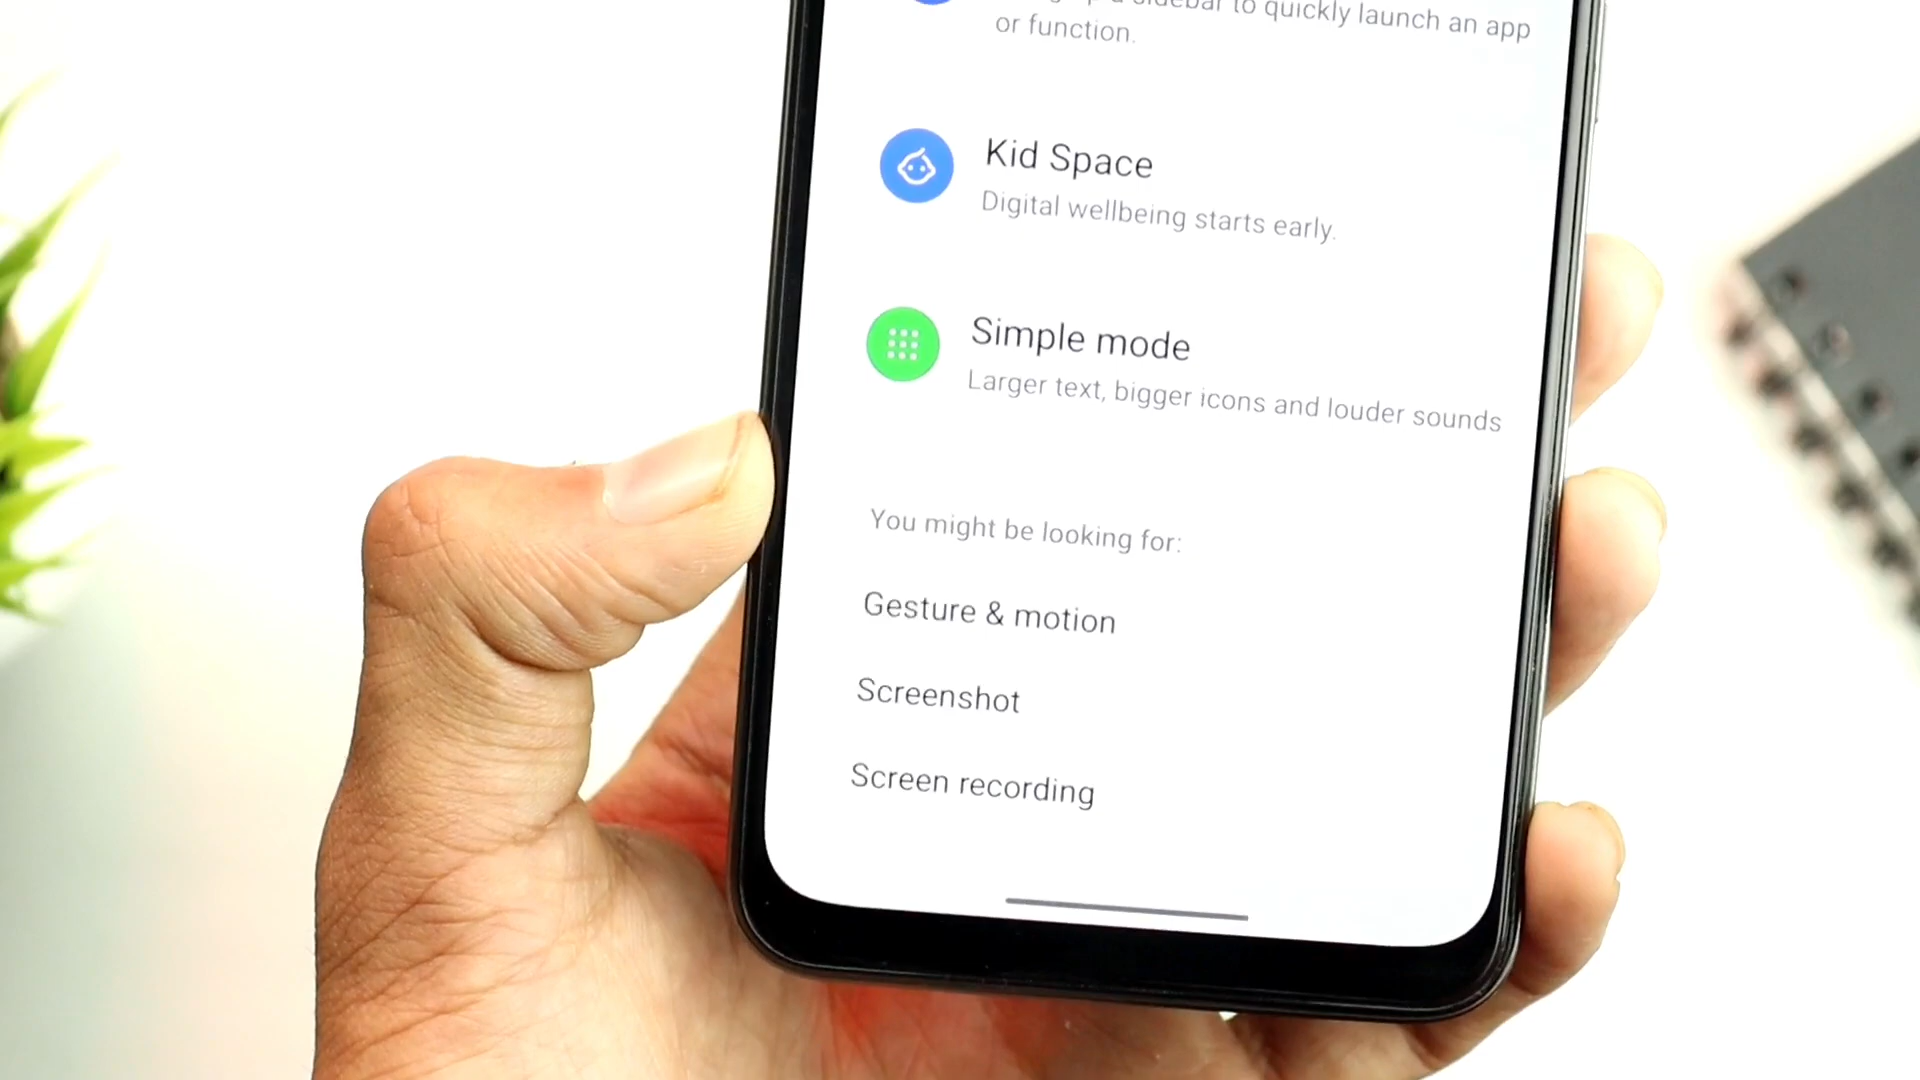 sidebar to quickly launch an app
or function.
Kid Space
Digital wellbeing starts early.
Simple mode
Larger text, bigger icons and louder sounds
You might be looking for:
Gesture & motion
Screenshot
Screen recording